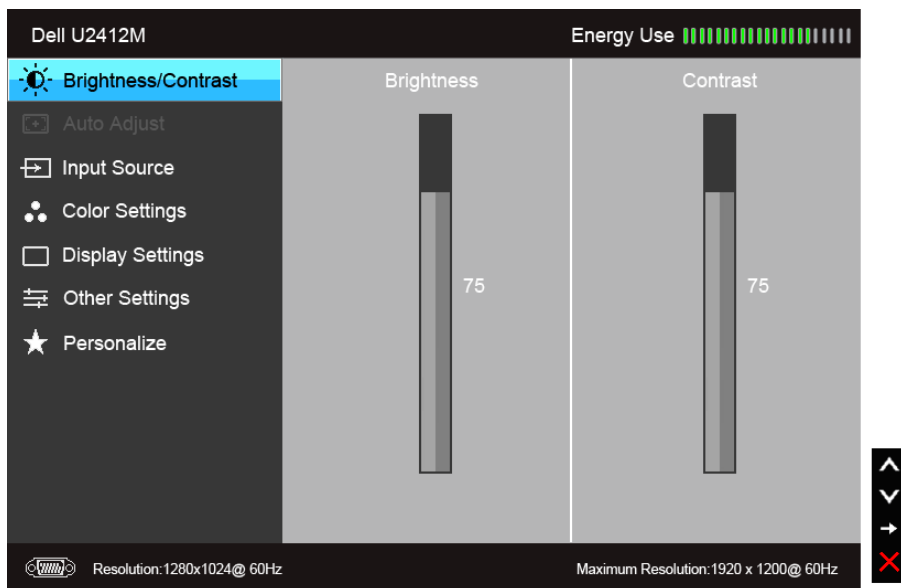 Dell U2412M
Energy Use
Brightness/Contrast
Auto Adjust
Input Source
Color Settings
Display Settings
Other Settings
Personalize
Brightness
75
Contrast
75
Resolution:1280x1024@ 60Hz
Maximum Resolution:1920 x 1200@ 60Hz